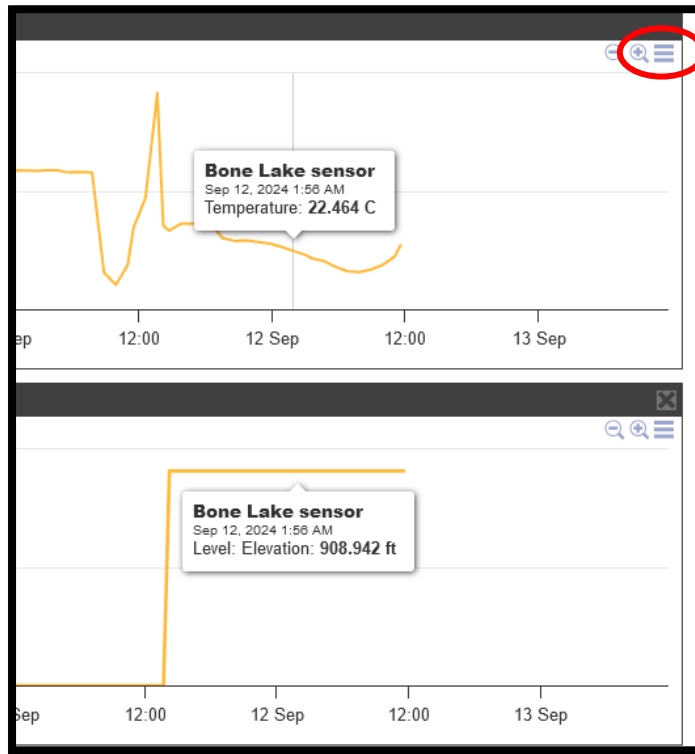 Bone Lake sensor
Sep 12, 2024 1:56 AM
Temperature: 22.464 C
ep 12:00 12 Sep 12:00 13 Sep
Bone Lake sensor
Sep 12, 2024 1:56 AM
Level: Elevation: 908.942 ft
Sep 12:00 12 Sep 12:00 13 Sep